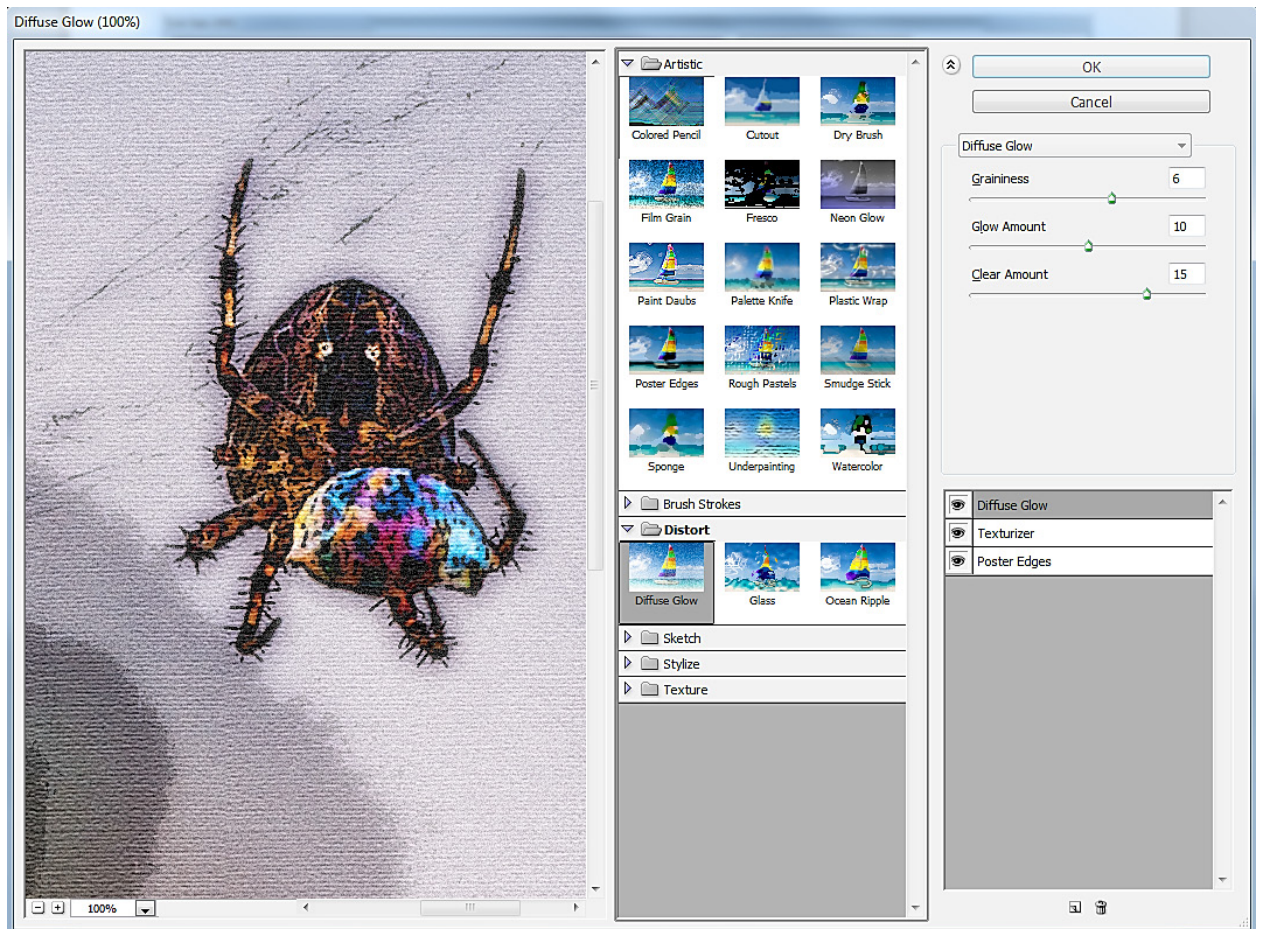 Diffuse Glow (100%)
Artistic
Colored Pencil
Cutout
Dry Brush
Film Grain
Fresco
Neon Glow
Paint Daubs
Palette Knife
Plastic Wrap
Poster Edges
Rough Pastels
Smudge Stick
Sponge
Underpainting
Watercolor
Brush Strokes
Distort
Diffuse Glow
Glass
Ocean Ripple
Sketch
Stylize
Texture
OK
Cancel
Diffuse Glow
Graininess 6
Glow Amount 10
Clear Amount 15
Diffuse Glow
Texturizer
Poster Edges
100%